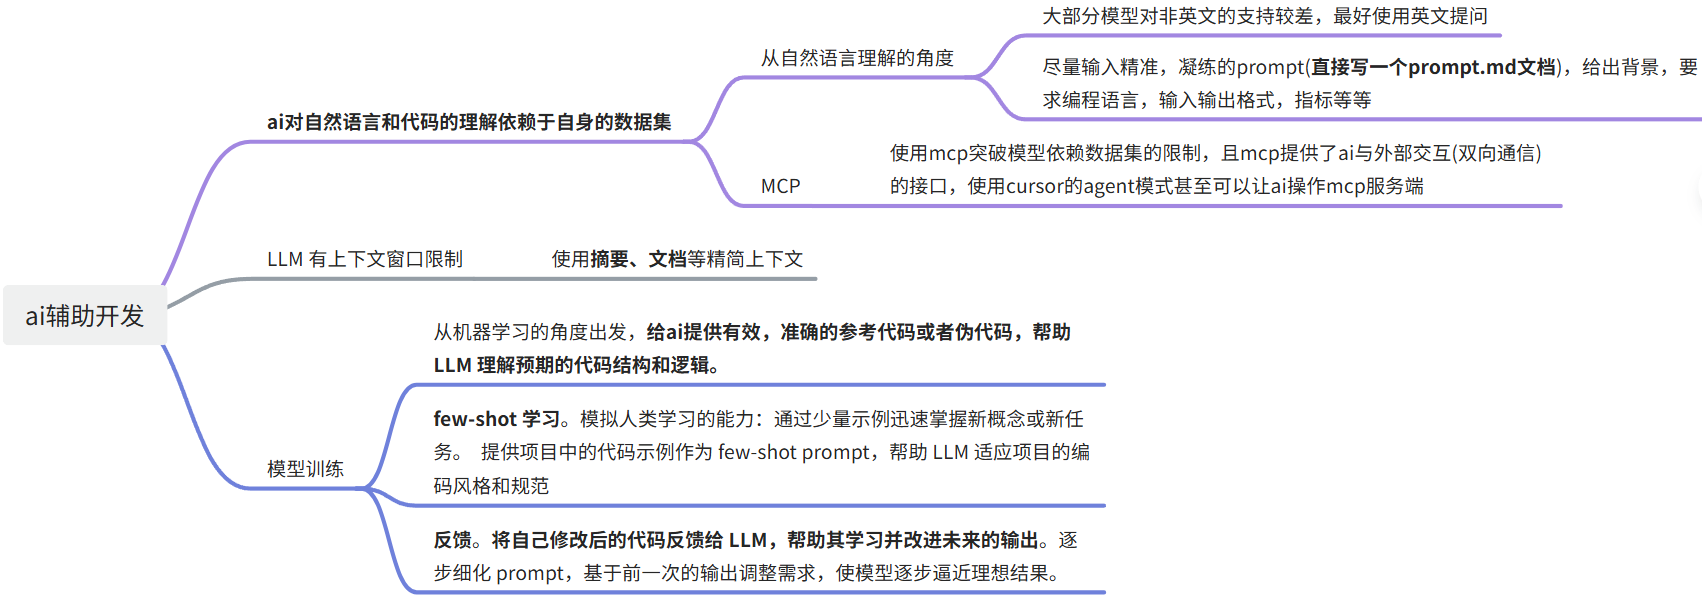 大部分模型对非英文的支持较差，最好使用英文提问
从自然语言理解的角度
尽量输入精准，凝练的prompt(直接写一个prompt.md文档)，给出背景，要
求编程语言，输入输出格式，指标等等
ai对自然语言和代码的理解依赖于自身的数据集
使用mcp突破模型依赖数据集的限制，且mcp提供了ai与外部交互(双向通信)
MCP
的接口，使用cursor的agent模式甚至可以让ai操作mcp服务端
LLM 有上下文窗口限制
使用摘要、文档等精简上下文
ai辅助开发
从机器学习的角度出发，给ai提供有效，准确的参考代码或者伪代码，帮助
LLM 理解预期的代码结构和逻辑。
few-shot 学习。模拟人类学习的能力：通过少量示例迅速掌握新概念或新任
务。 提供项目中的代码示例作为 few-shot prompt，帮助 LLM 适应项目的编
码风格和规范
模型训练
反馈。将自己修改后的代码反馈给 LLM，帮助其学习并改进未来的输出。逐
步细化 prompt，基于前一次的输出调整需求，使模型逐步逼近理想结果。